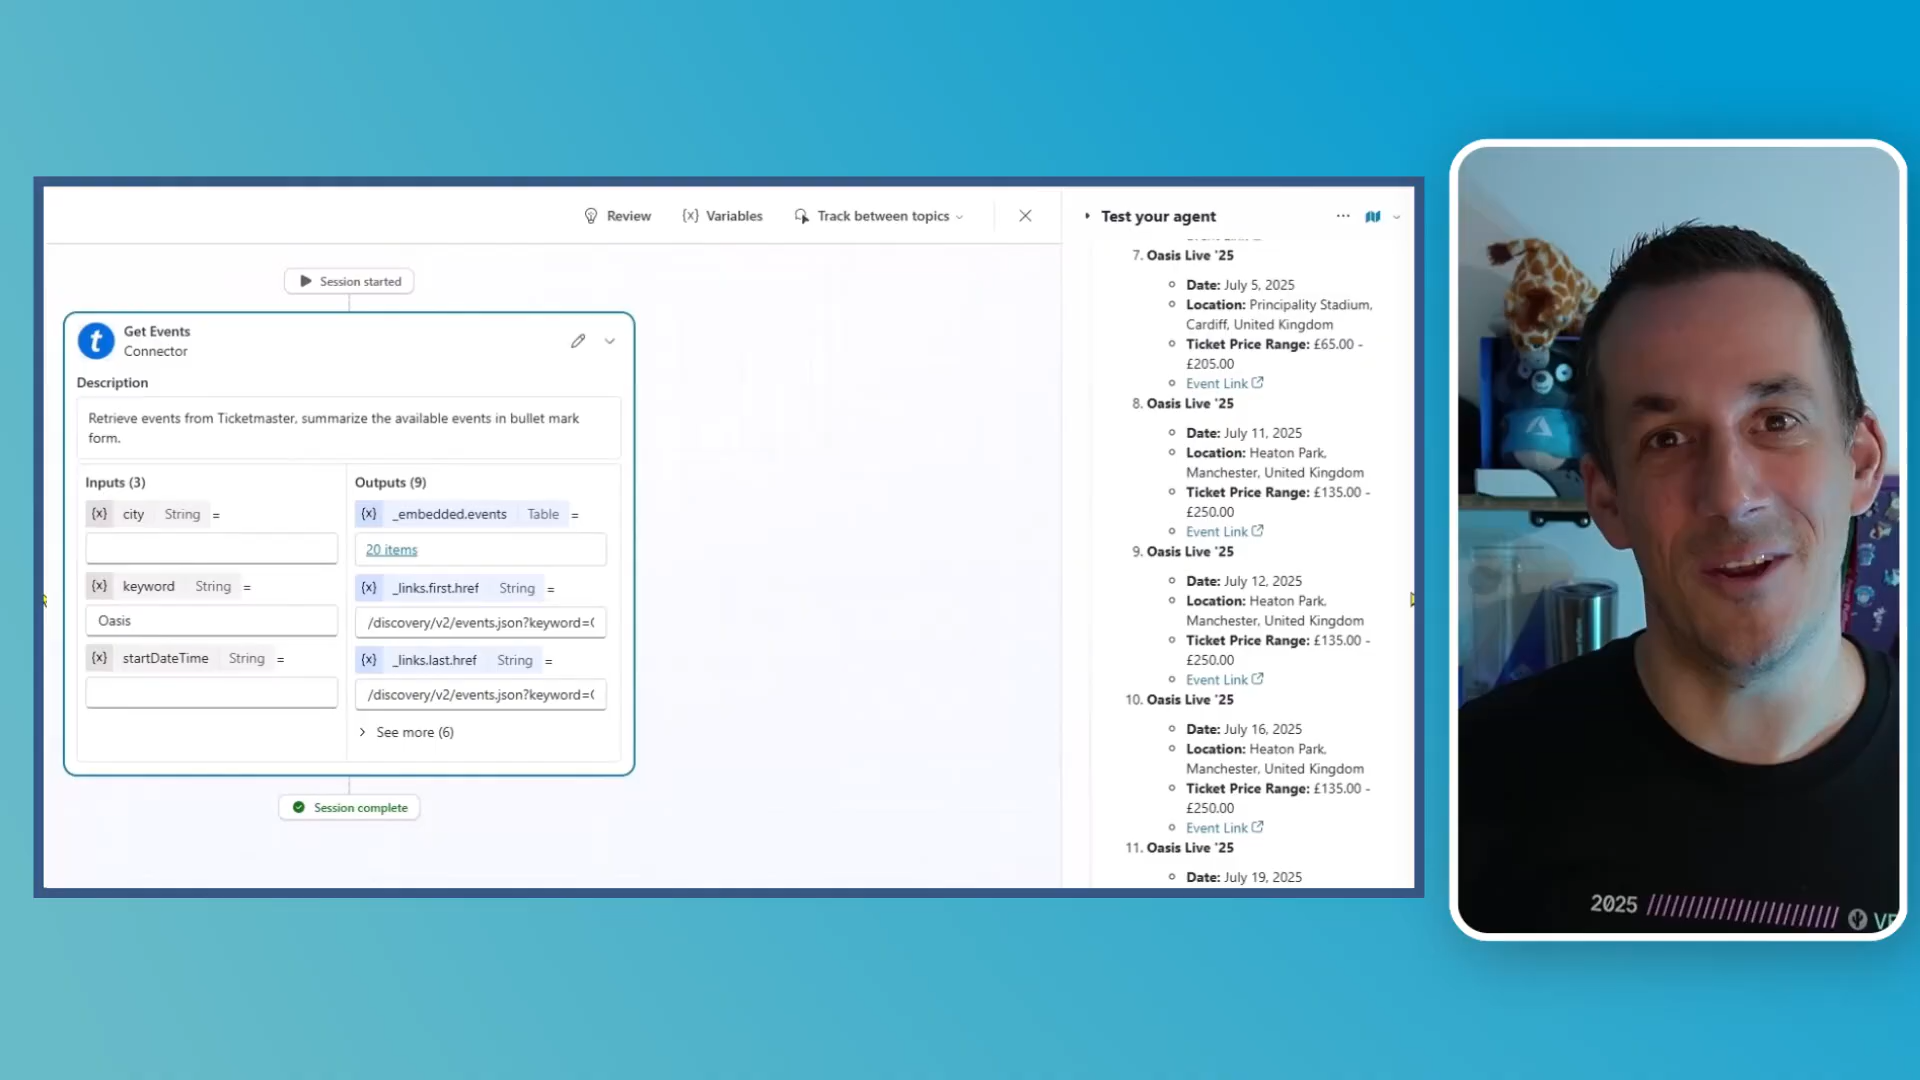 Review
{x} Variables
Track between topics
Test your agent
Session started
t
Get Events
Connector
Description
Retrieve events from Ticketmaster, summarize the available events in bullet mark
form.
Inputs (3)
{x} city String =
{x} keyword String =
Oasis
{x} startDateTime String =
Outputs (9)
{x} _embedded.events Table =
20 items
{x} _links.first.href String =
/discovery/v2/events.json?keyword=
{x} _links.last.href String =
/discovery/v2/events.json?keyword=
See more (6)
Session complete
7. Oasis Live '25
Date: July 5, 2025
Location: Principality Stadium,
Cardiff, United Kingdom
Ticket Price Range: £65.00 -
£205.00
Event Link
8. Oasis Live '25
Date: July 11, 2025
Location: Heaton Park,
Manchester, United Kingdom
Ticket Price Range: £135.00 -
£250.00
Event Link
9. Oasis Live '25
Date: July 12, 2025
Location: Heaton Park,
Manchester, United Kingdom
Ticket Price Range: £135.00 -
£250.00
Event Link
10. Oasis Live '25
Date: July 16, 2025
Location: Heaton Park,
Manchester, United Kingdom
Ticket Price Range: £135.00 -
£250.00
Event Link
11. Oasis Live '25
Date: July 19, 2025
2025